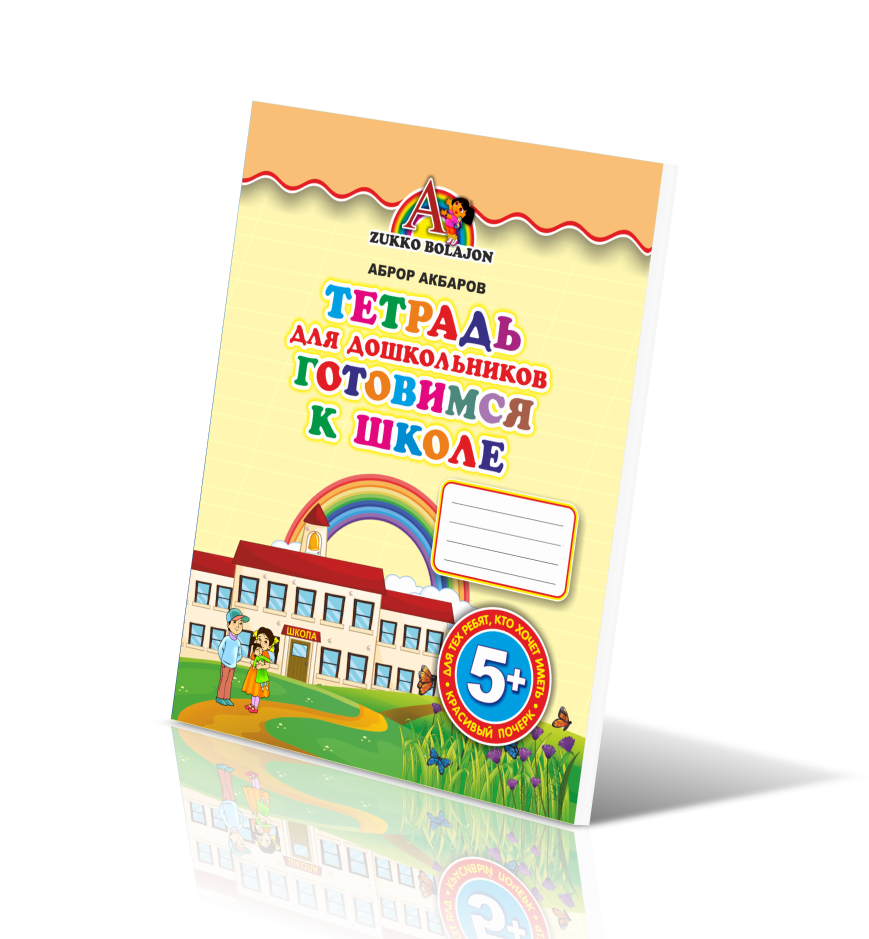 А
ZUKKO BOLAJON
АБРОР АКБАРОВ
ТЕТРАДЬ
ДЛЯ ДОШКОЛЬНИКОВ
ГОТОВИМСЯ
К ШКОЛЕ
ШКОЛА
ДЛЯ ТЕХ РЕБЯТ, КТО ХОЧЕТ ИМЕТЬ
5+
КРАСИВЫЙ ПОЧЕРК